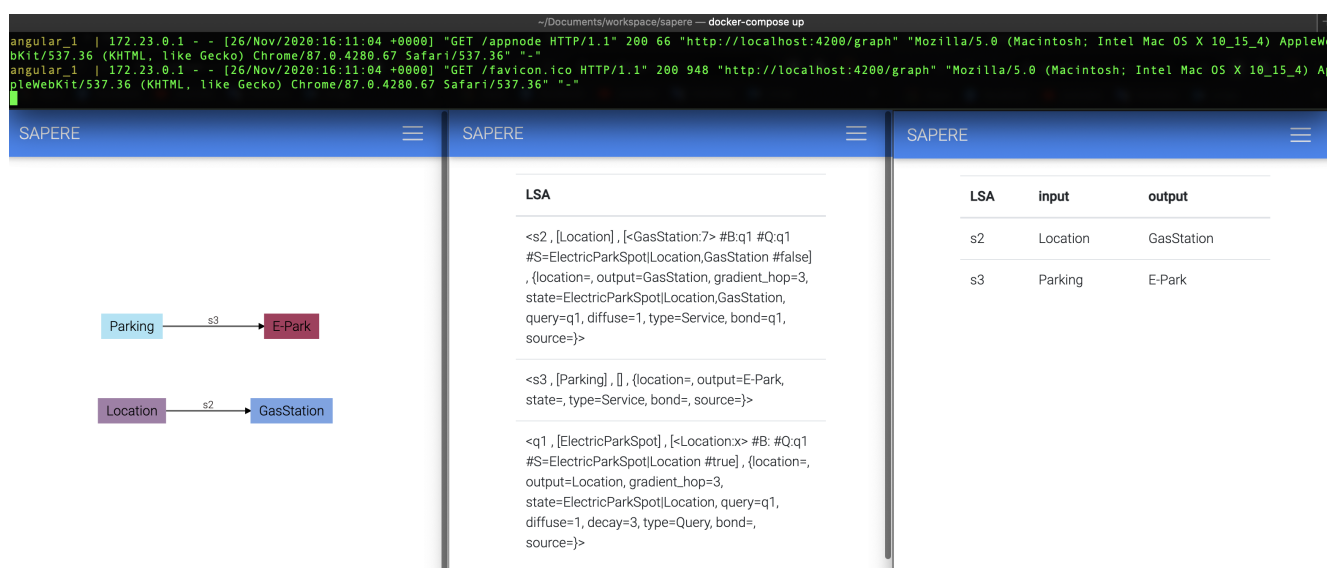 ~/Documents/workspace/sapere — docker-compose up
angular_1 | 172.23.0.1 - - [26/Nov/2020:16:11:04 +0000] "GET /appnode HTTP/1.1" 200 66 "http://localhost:4200/graph" "Mozilla/5.0 (Macintosh; Intel Mac OS X 10_15_4) AppleWe
bKit/537.36 (KHTML, like Gecko) Chrome/87.0.4280.67 Safari/537.36" "-"
angular_1 | 172.23.0.1 - - [26/Nov/2020:16:11:04 +0000] "GET /favicon.ico HTTP/1.1" 200 948 "http://localhost:4200/graph" "Mozilla/5.0 (Macintosh; Intel Mac OS X 10_15_4) Ap
pleWebKit/537.36 (KHTML, like Gecko) Chrome/87.0.4280.67 Safari/537.36" "-"
SAPERE
Parking s3 E-Park
Location s2 GasStation
SAPERE
LSA
<s2 , [Location] , [<GasStation:7> #B:q1 #Q:q1
#S=ElectricParkSpot|Location,GasStation #false]
, {location=, output=GasStation, gradient_hop=3,
state=ElectricParkSpot|Location,GasStation,
query=q1, diffuse=1, type=Service, bond=q1,
source=}>
<s3 , [Parking] , [] , {location=, output=E-Park,
state=, type=Service, bond=, source=}>
<q1 , [ElectricParkSpot] , [<Location:x> #B: #Q:q1
#S=ElectricParkSpot|Location #true] , {location=,
output=Location, gradient_hop=3,
state=ElectricParkSpot|Location, query=q1,
diffuse=1, decay=3, type=Query, bond=,
source=}>
SAPERE
LSA input output
s2 Location GasStation
s3 Parking E-Park